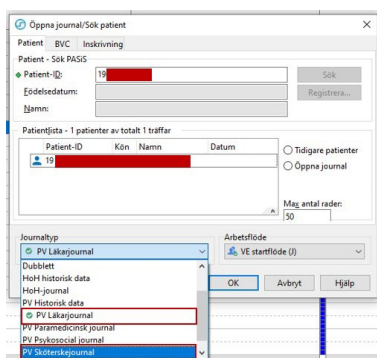 Öppna journal/Sök patient
Patient BVC Inskrivning
Patient - Sök PASiS
Patient-ID: 19 Sök
Födelsedatum: Registrera...
Namn:
Patientlista - 1 patienter av totalt 1 träffar
Patient-ID Kön Namn Datum
19
Tidigare patienter
Öppna journal
Max antal rader:
50
Journaltyp Arbetsflöde
PV Läkarjournal VE startflöde (J)
Dubblett
HoH historisk data
HoH-journal
OK Avbryt Hjälp
PV Historisk data
PV Läkarjournal
PV Paramedicinsk journal
PV Psykosocial journal
PV Sköterskejournal